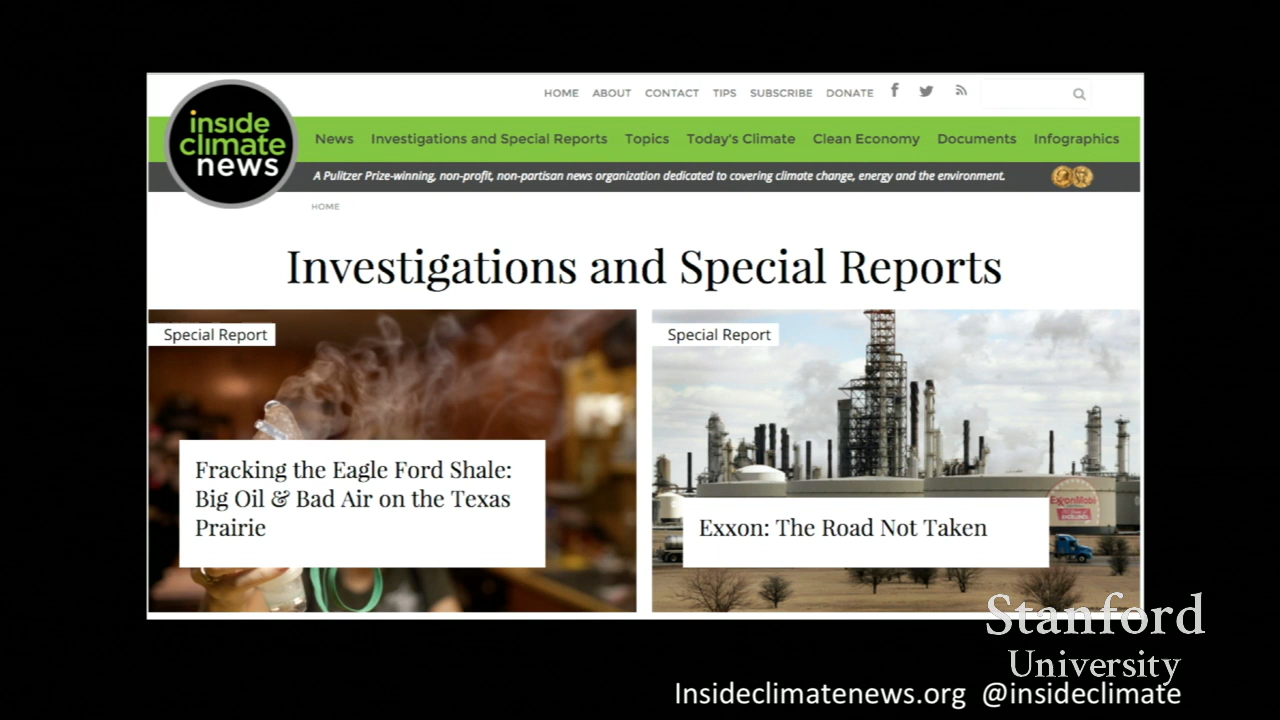 HOME ABOUT CONTACT TIPS SUBSCRIBE DONATE
inside
climate
news
News Investigations and Special Reports Topics Today's Climate Clean Economy Documents Infographics
A Pulitzer Prize-winning, non-profit, non-partisan news organization dedicated to covering climate change, energy and the environment.
HOME
Investigations and Special Reports
Special Report
Fracking the Eagle Ford Shale:
Big Oil & Bad Air on the Texas
Prairie
Special Report
Exxon: The Road Not Taken
ExxonMobil
Stanford
University
Insideclimatenews.org @insideclimate